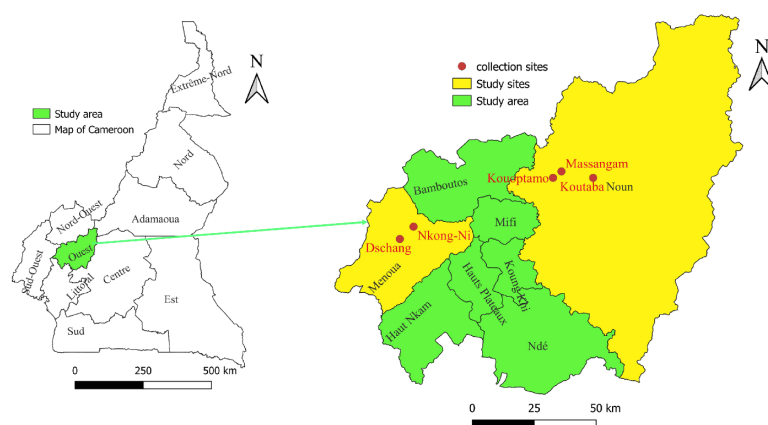 N
Extrême-Nord
Study area
Map of Cameroon
Nord
Nord-Ouest
Adamaoua
Sud-Ouest
Ouest
Littoral
Centre
Est
Sud
0 250 500 km
N
collection sites
Study sites
Study area
Massangam
Kouoptamo
Koutaba
Noun
Bamboutos
Mifi
Nkong-Ni
Dschang
Menoua
Hauts Plateaux
Koung-Khi
Haut Nkam
Ndé
0 25 50 km